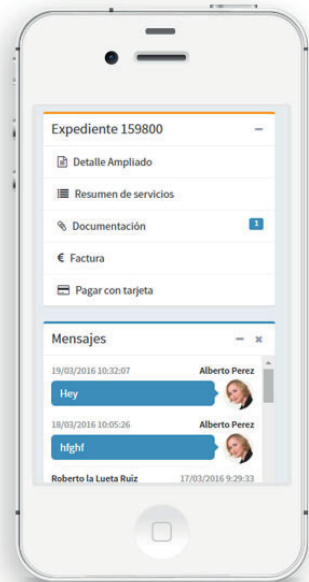 Expediente 159800
Detalle Ampliado
Resumen de servicios
Documentación 1
€ Factura
Pagar con tarjeta
Mensajes
19/03/2016 10:32:07 Alberto Perez
Hey
18/03/2016 10:05:26 Alberto Perez
hfghf
Roberto la Lueta Ruiz 17/03/2016 9:29:33